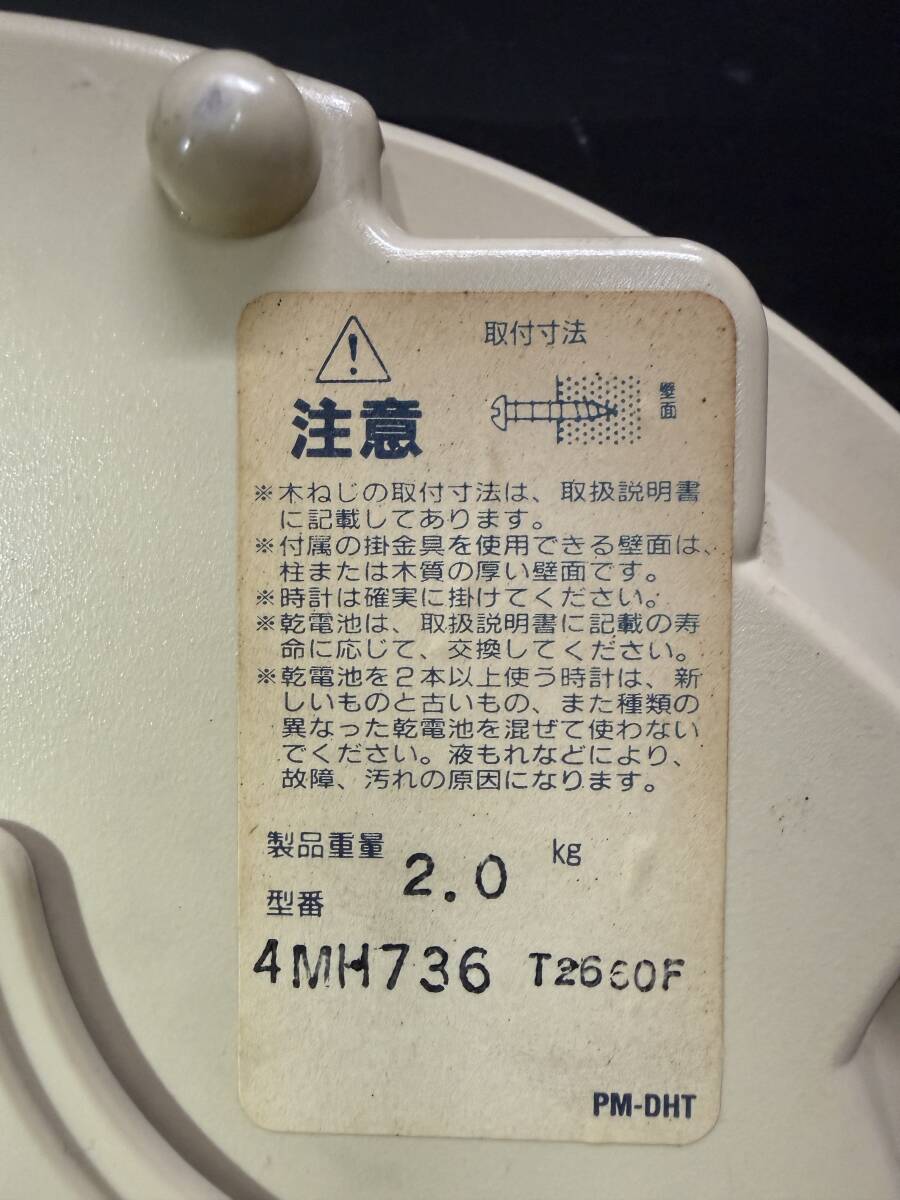 取付寸法
壁面
注意
※木ねじの取付寸法は、取扱説明書
に記載してあります。
※付属の掛金具を使用できる壁面は、
柱または木質の厚い壁面です。
※時計は確実に掛けてください。
※乾電池は、取扱説明書に記載の寿
命に応じて、交換してください。
※乾電池を2本以上使う時計は、新
しいものと古いもの、また種類の
異なった乾電池を混ぜて使わない
でください。液もれなどにより、
故障、汚れの原因になります。
製品重量 2.0 kg
型番
4MH736 T2660F
PM-DHT